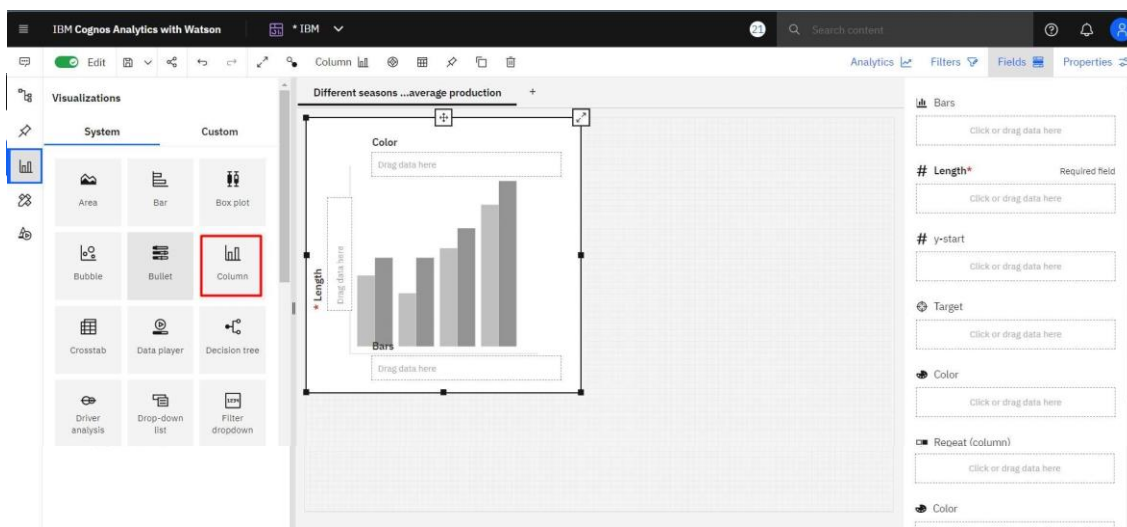 IBM Cognos Analytics with Watson
* IBM
21
Search content
Edit
Column
Analytics
Filters
Fields
Properties
Visualizations
System
Custom
Area
Bar
Box plot
Bubble
Bullet
Column
Crosstab
Data player
Decision tree
1234
Driver
analysis
Drop-down
list
Filter
dropdown
Different seasons ...average production
+
Color
Drag data here
* Length
Drag data here
Bars
Drag data here
Bars
Click or drag data here
# Length*
Required field
Click or drag data here
# y-start
Click or drag data here
Target
Click or drag data here
Color
Click or drag data here
Repeat (column)
Click or drag data here
Color